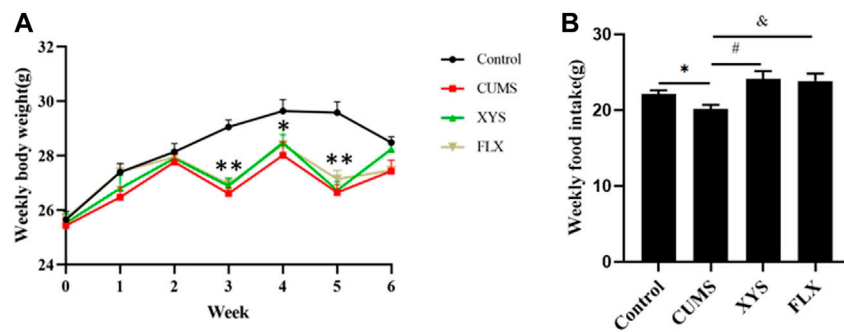 A
Weekly body weight(g)
32
30
28
26
24
**
*
**
0 1 2 3 4 5 6
Week
Control
CUMS
XYS
FLX
B
Weekly food intake(g)
30
20
10
0
*
#
&
Control
CUMS
XYS
FLX